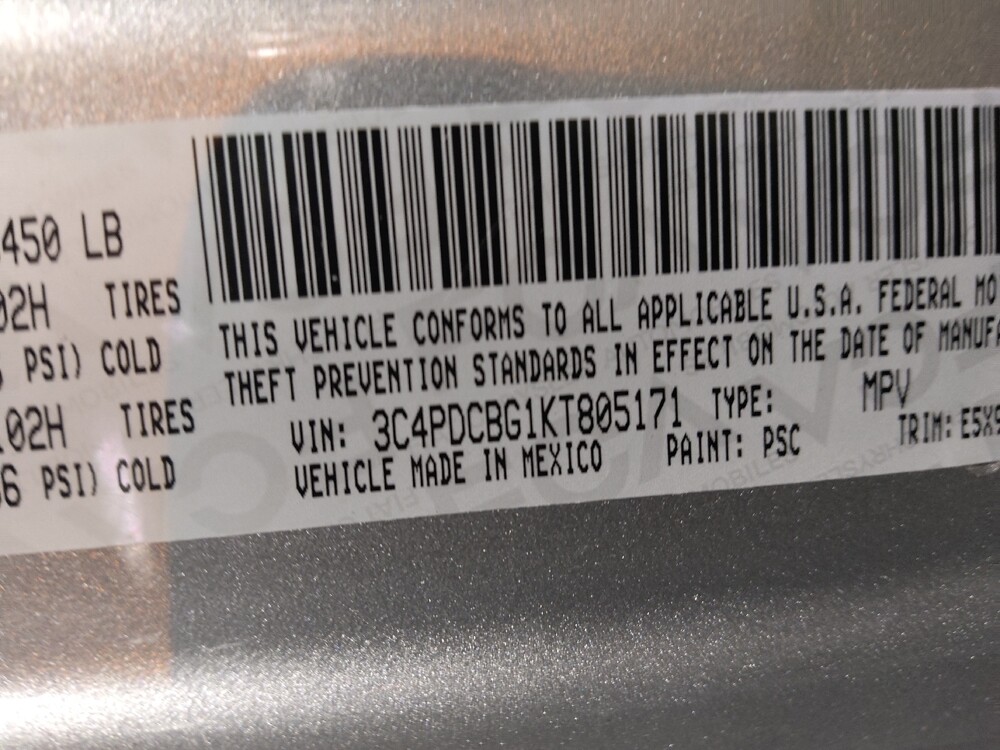 450 LB
02H TIRES
PSI) COLD
102H TIRES
36 PSI) COLD
THIS VEHICLE CONFORMS TO ALL APPLICABLE U.S.A. FEDERAL MO
THEFT PREVENTION STANDARDS IN EFFECT ON THE DATE OF MANUFA
VIN: 3C4PDCBG1KT805171 TYPE: MPV
VEHICLE MADE IN MEXICO PAINT: PSC TRIM: E5X9